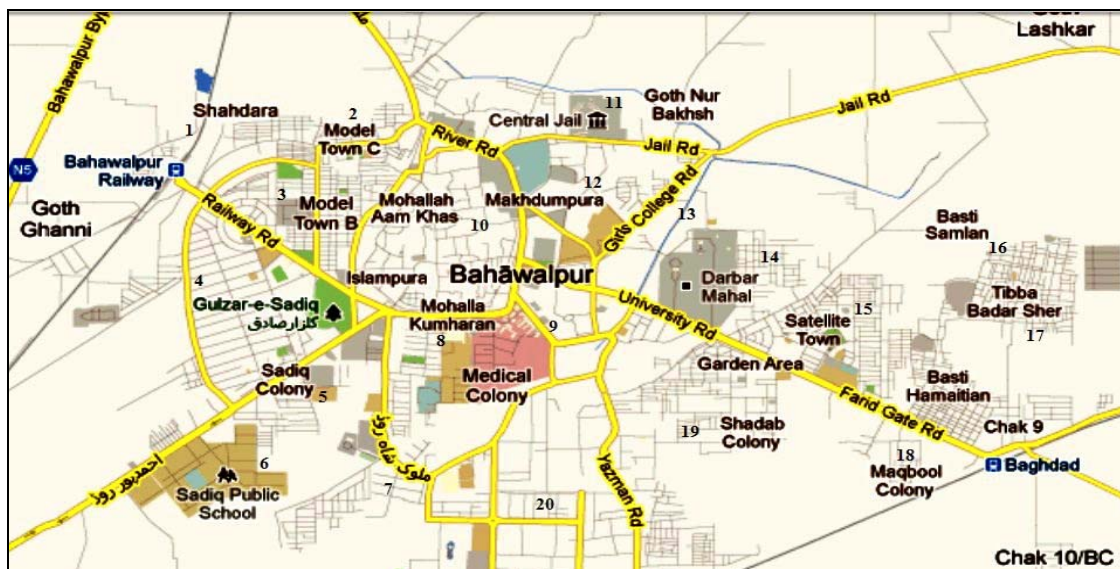 Bahawalpur Byp
ملوک
Govt
Lashkar
Shahdara
1
2
Model
Town C
River Rd
Central Jail
11
Goth Nur
Bakhsh
Jail Rd
Jail Rd
N5
Bahawalpur
Railway
Goth
Ghanni
3
Model
Town B
Mohallah
Aam Khas
Makhdumpura
12
Girls College Rd
13
Railway Rd
10
Basti
Samlan
16
4
Islampura
Bahāwalpur
14
Darbar
Mahal
Tibba
Badar Sher
17
Gulzar-e-Sadiq
گلزار صادق
Mohalla
Kumharan
8
9
University Rd
Satellite
Town
15
Garden Area
Sadiq
Colony
5
Medical
Colony
Basti
Hamaitian
Farid Gate Rd
19
Shadab
Colony
Chak 9
احمدپور روڈ
6
Sadiq Public
School
ملوک شاہ روڈ
7
Yazman Rd
18
Maqbool
Colony
Baghdad
20
Chak 10/BC